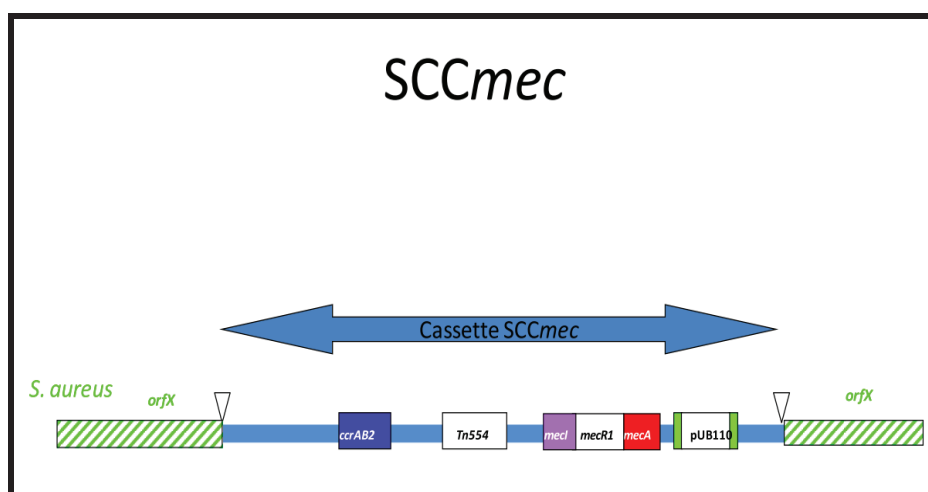 SCCmec
Cassette SCCmec
S. aureus
orfX
orfX
ccrAB2
Tn554
mecI
mecR1
mecA
pUB110